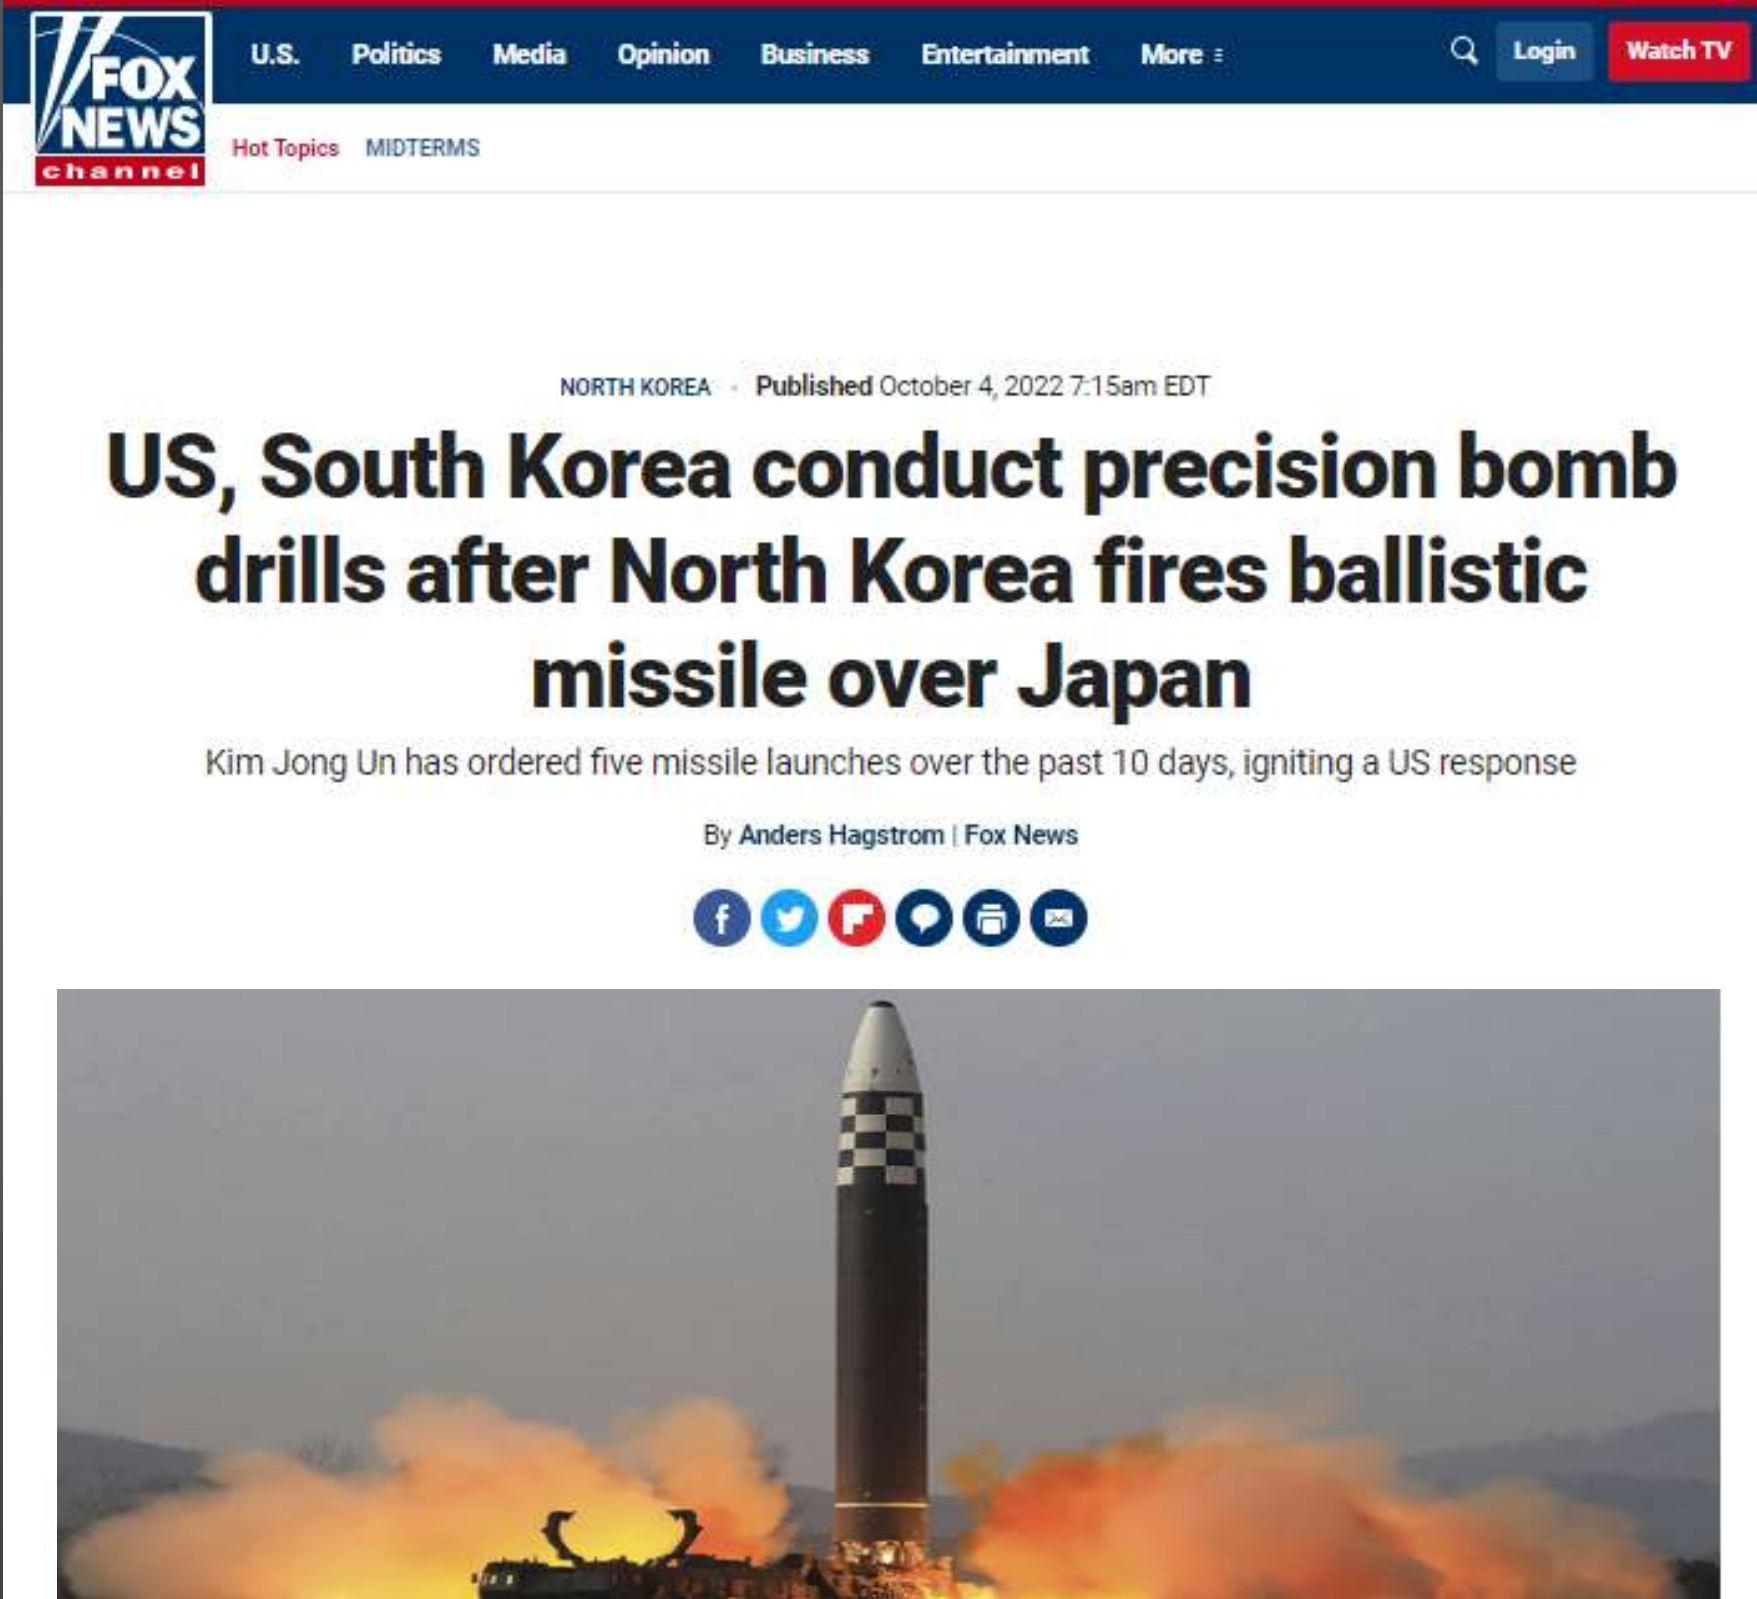 FOX
NEWS
channel
U.S. Politics Media Opinion Business Entertainment More
Login
Watch TV
Hot Topics MIDTERMS
NORTH KOREA · Published October 4, 2022 7:15am EDT
US, South Korea conduct precision bomb
drills after North Korea fires ballistic
missile over Japan
Kim Jong Un has ordered five missile launches over the past 10 days, igniting a US response
By Anders Hagstrom | Fox News